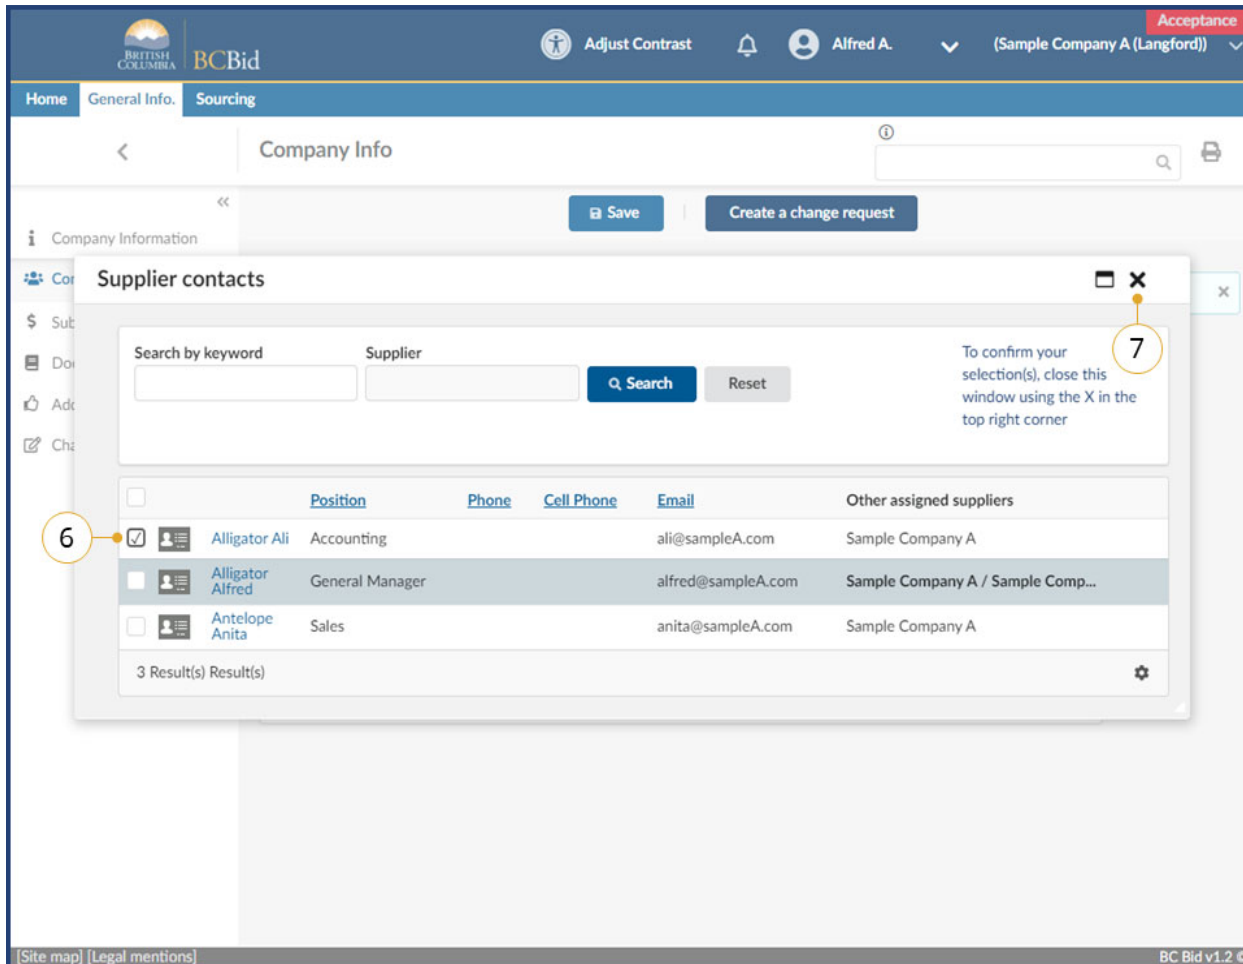 Acceptance
BRITISH
COLUMBIA
BCBid
Adjust Contrast
Alfred A.
(Sample Company A (Langford))
Home
General Info.
Sourcing
Company Info
Save
Create a change request
Company Information
Supplier contacts
7
Search by keyword
Supplier
Search
Reset
To confirm your
selection(s), close this
window using the X in the
top right corner
Position
Phone
Cell Phone
Email
Other assigned suppliers
6
Alligator Ali
Accounting
ali@sampleA.com
Sample Company A
Alligator
Alfred
General Manager
alfred@sampleA.com
Sample Company A / Sample Comp...
Antelope
Anita
Sales
anita@sampleA.com
Sample Company A
3 Result(s) Result(s)
[Site map] [Legal mentions]
BC Bid v1.2 ©